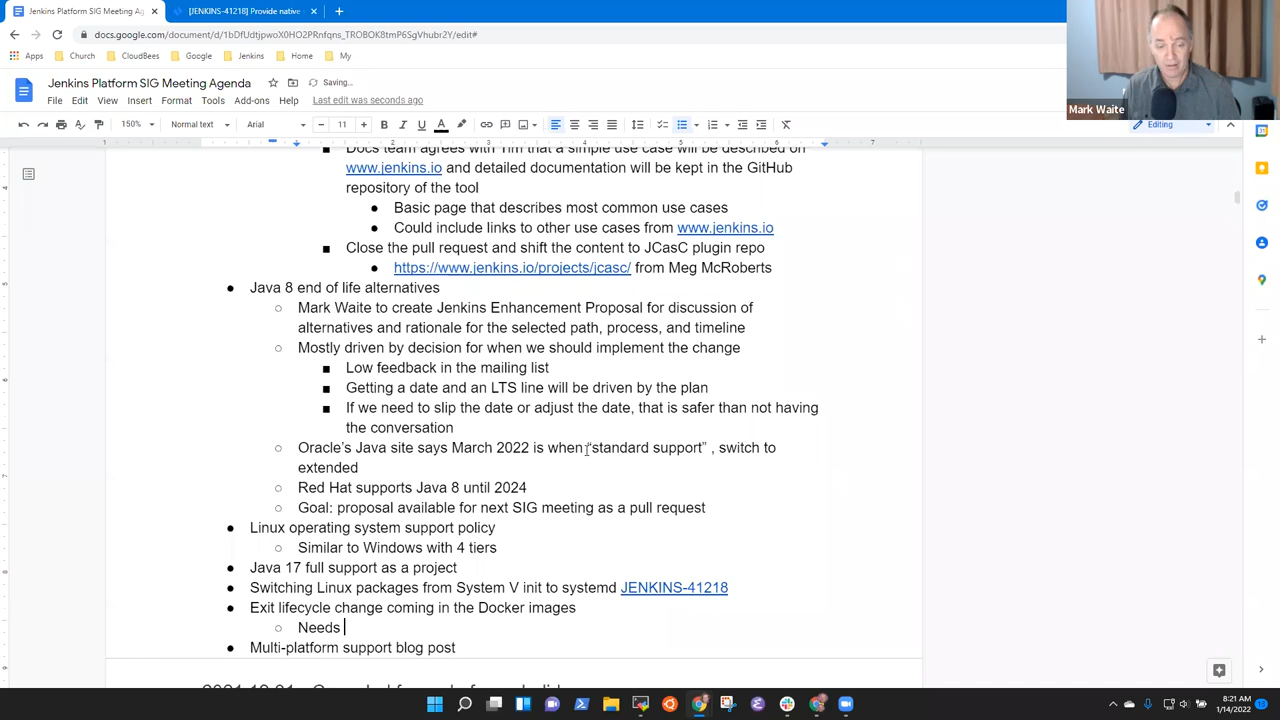 Jenkins Platform SIG Meeting Ag
[JENKINS-41218] Provide native
docs.google.com/document/d/1bDfUdtjpwoX0HO2PRnfqns_TROBOK8tmP6SgVhubr2Y/edit#
Apps Church CloudBees Google Jenkins Home My
Jenkins Platform SIG Meeting Agenda
Saving...
File Edit View Insert Format Tools Add-ons Help Last edit was seconds ago
Mark Waite
150% Normal text Arial 11 Editing
1 2 3 4 5 6 7
Docs team agrees with Tim that a simple use case will be described on
www.jenkins.io and detailed documentation will be kept in the GitHub
repository of the tool
Basic page that describes most common use cases
Could include links to other use cases from www.jenkins.io
Close the pull request and shift the content to JCasC plugin repo
https://www.jenkins.io/projects/jcasc/ from Meg McRoberts
Java 8 end of life alternatives
Mark Waite to create Jenkins Enhancement Proposal for discussion of
alternatives and rationale for the selected path, process, and timeline
Mostly driven by decision for when we should implement the change
Low feedback in the mailing list
Getting a date and an LTS line will be driven by the plan
If we need to slip the date or adjust the date, that is safer than not having
the conversation
Oracle's Java site says March 2022 is when “standard support” , switch to
extended
Red Hat supports Java 8 until 2024
Goal: proposal available for next SIG meeting as a pull request
Linux operating system support policy
Similar to Windows with 4 tiers
Java 17 full support as a project
Switching Linux packages from System V init to systemd JENKINS-41218
Exit lifecycle change coming in the Docker images
Needs
Multi-platform support blog post
8:21 AM
1/14/2022